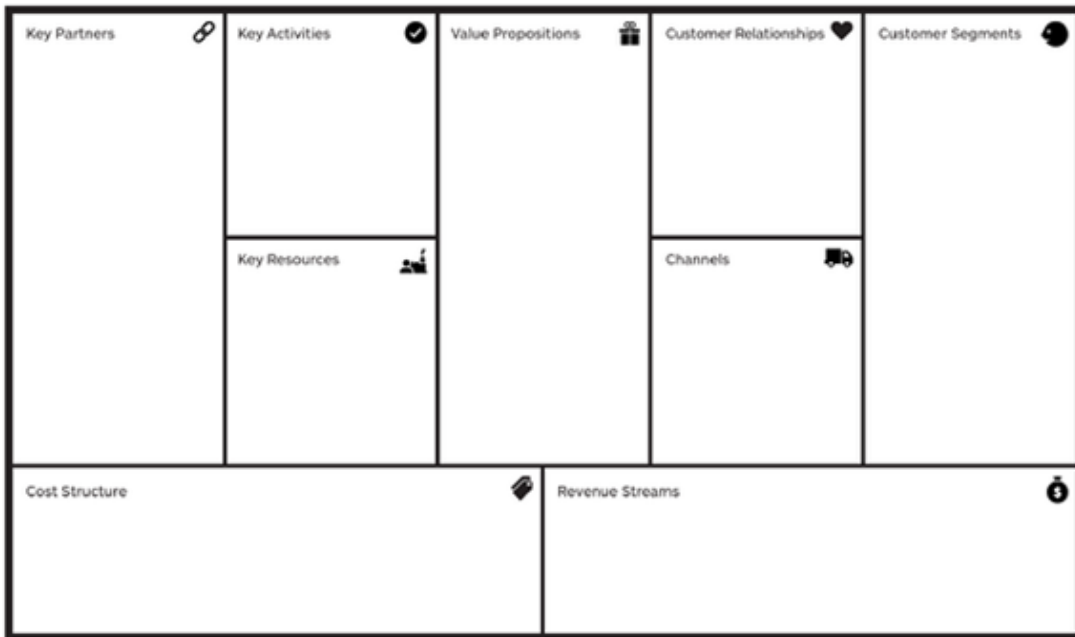 Key Partners
Key Activities
Value Propositions
Customer Relationships
Customer Segments
Key Resources
Channels
Cost Structure
Revenue Streams
$